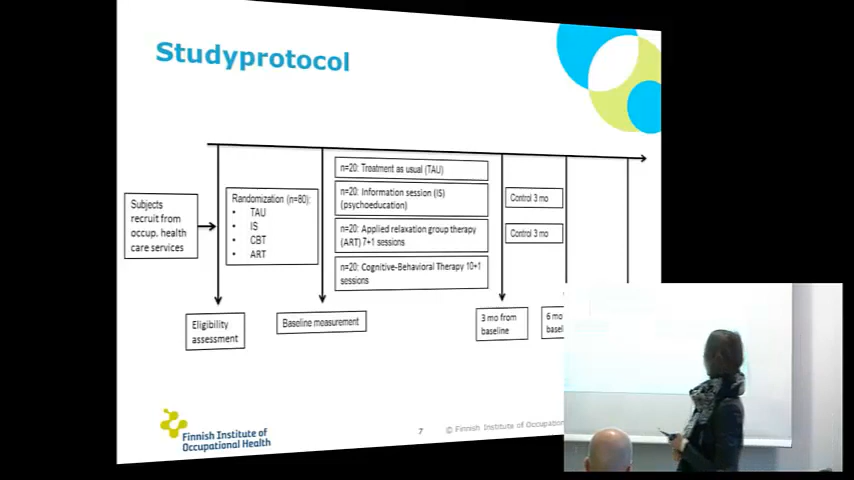 Studyprotocol
Subjects
recruit from
occup. health
care services
Randomization (n=80):
• TAU
• IS
• CBT
• ART
n=20: Treatment as usual (TAU)
n=20: Information session (IS)
(psychoeducation)
n=20: Applied relaxation group therapy
(ART) 7+1 sessions
n=20: Cognitive-Behavioral Therapy 10+1
sessions
Control 3 mo
Control 3 mo
Eligibility
assessment
Baseline measurement
3 mo from
baseline
6 mo
basel
Finnish Institute of
Occupational Health
7
© Finnish Institute of Occupation